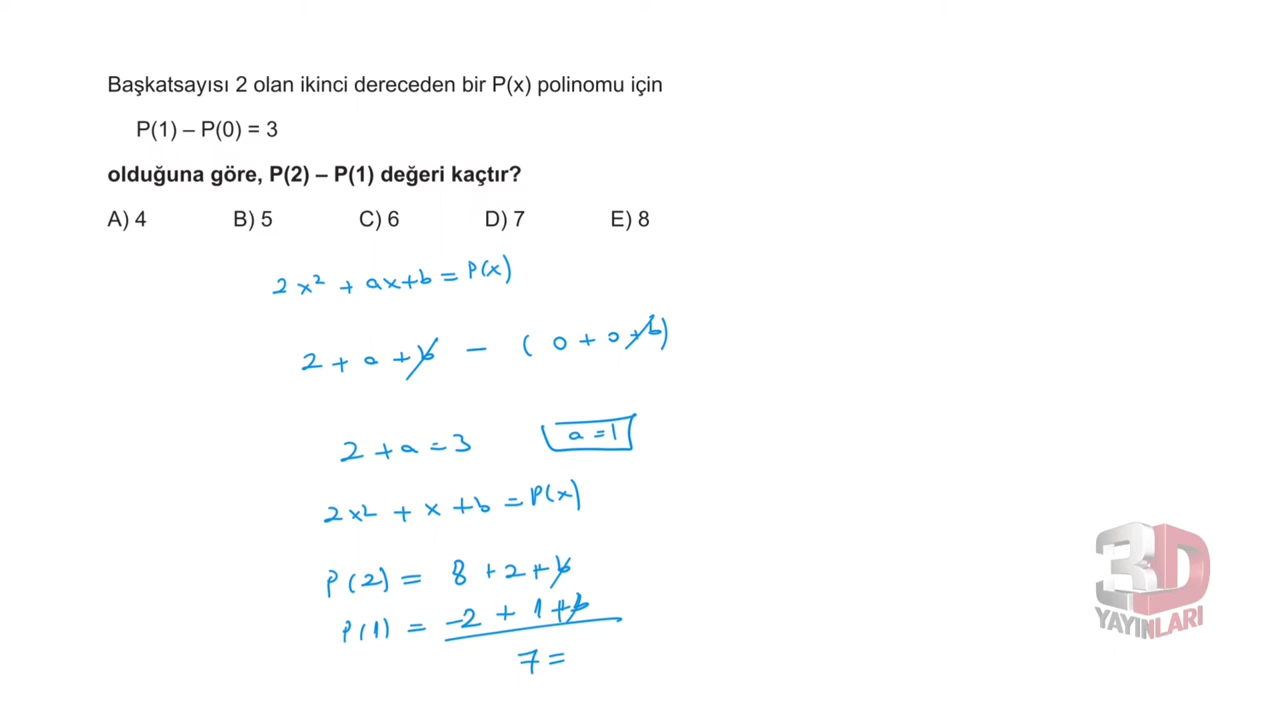 Başkatsayısı 2 olan ikinci dereceden bir P(x) polinomu için
P(1) – P(0) = 3
olduğuna göre, P(2) – P(1) değeri kaçtır?
A) 4 B) 5 C) 6 D) 7 E) 8
2x² + ax+b = P(x)
2 + a + b – ( 0 + 0 + b)
2 + a = 3 a = 1
2x² + x + b = P(x)
P(2) = 8 + 2 + b
P(1) = -2 + 1 + b
7 =
3D
YAYINLARI